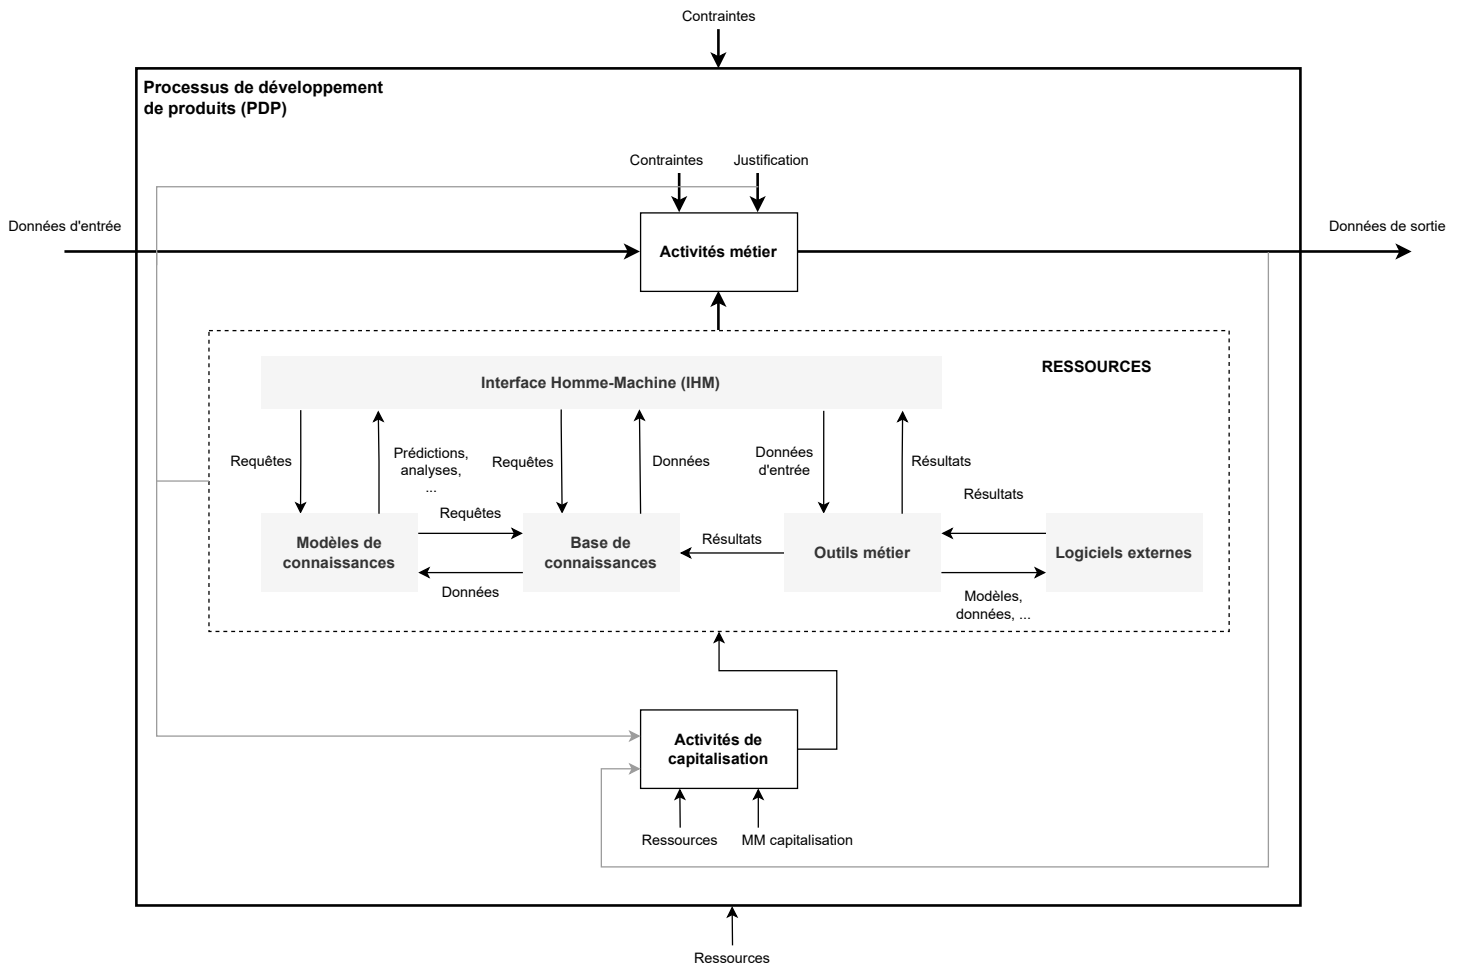 Contraintes
Processus de développement
de produits (PDP)
Contraintes
Justification
Données d'entrée
Données de sortie
Activités métier
RESSOURCES
Interface Homme-Machine (IHM)
Requêtes
Prédictions,
analyses,
...
Requêtes
Données
Données
d'entrée
Résultats
Résultats
Requêtes
Modèles de
connaissances
Base de
connaissances
Résultats
Outils métier
Logiciels externes
Données
Modèles,
données, ...
Activités de
capitalisation
Ressources
MM capitalisation
Ressources